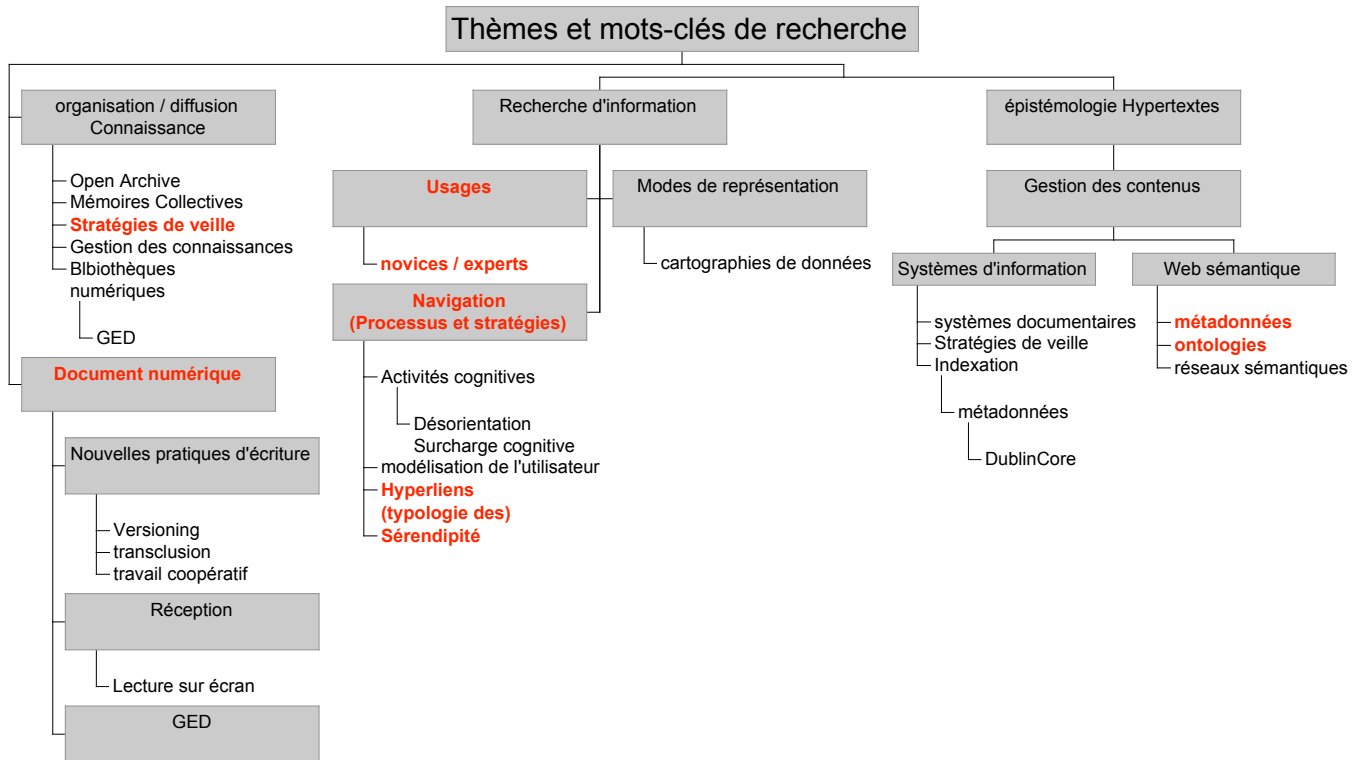 Thèmes et mots-clés de recherche
organisation / diffusion
Connaissance
Open Archive
Mémoires Collectives
Stratégies de veille
Gestion des connaissances
BIbiothèques
numériques
GED
Document numérique
Nouvelles pratiques d'écriture
Versioning
transclusion
travail coopératif
Réception
Lecture sur écran
GED
Recherche d'information
Usages
novices / experts
Modes de représentation
cartographies de données
Navigation
(Processus et stratégies)
Activités cognitives
Désorientation
Surcharge cognitive
modélisation de l'utilisateur
Hyperliens
(typologie des)
Sérendipité
épistémologie Hypertextes
Gestion des contenus
Systèmes d'information
systèmes documentaires
Stratégies de veille
Indexation
métadonnées
DublinCore
Web sémantique
métadonnées
ontologies
réseaux sémantiques